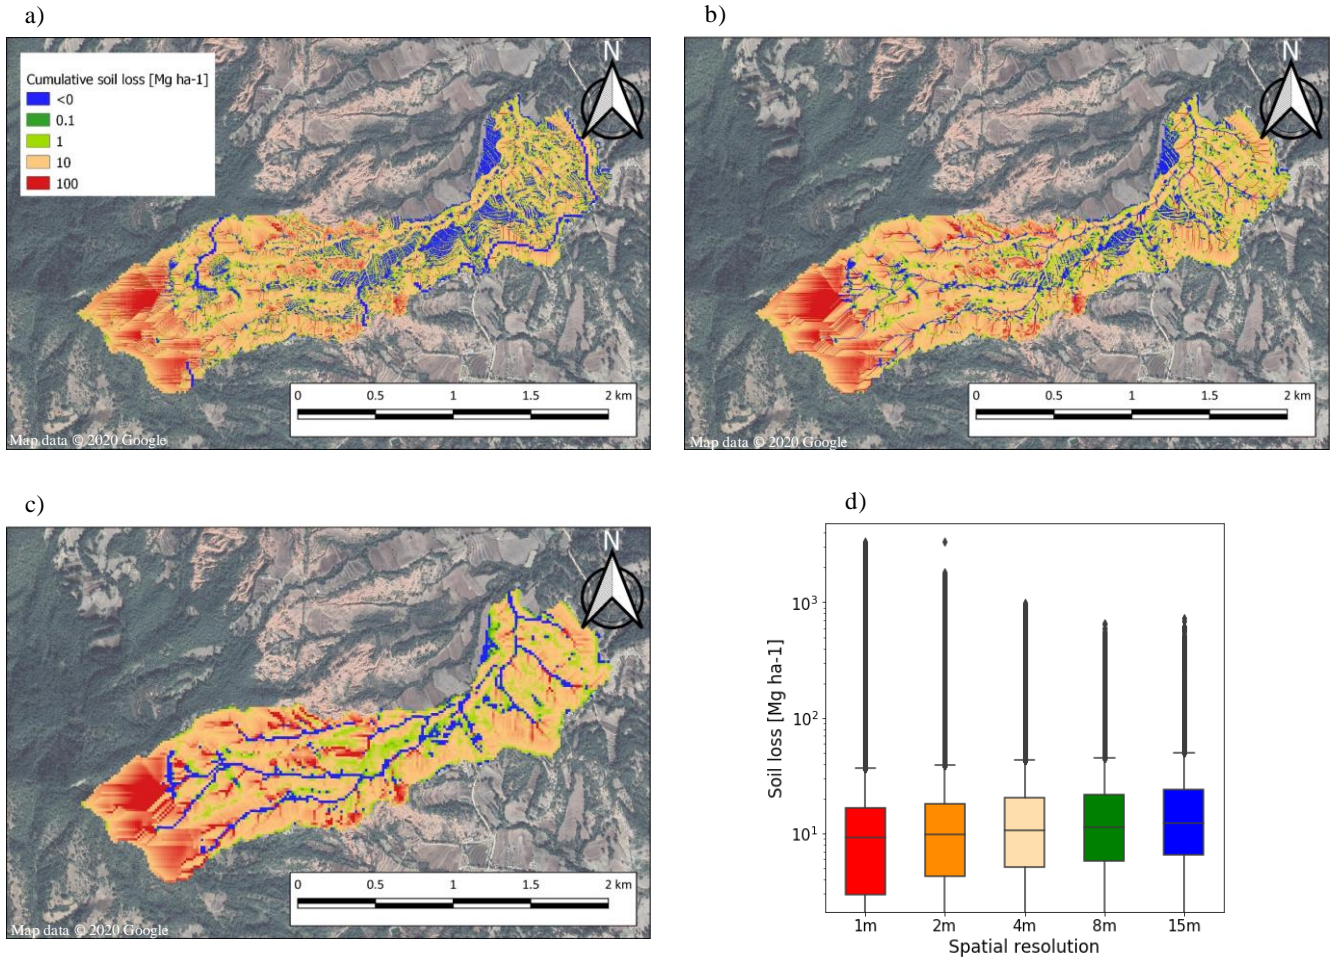 a)
N
Cumulative soil loss [Mg ha-1]
<0
0.1
1
10
100
0 0.5 1 1.5 2 km
Map data © 2020 Google
b)
N
0 0.5 1 1.5 2 km
Map data © 2020 Google
c)
N
0 0.5 1 1.5 2 km
Map data © 2020 Google
d)
Soil loss [Mg ha-1]
10³
10²
10¹
1m 2m 4m 8m 15m
Spatial resolution